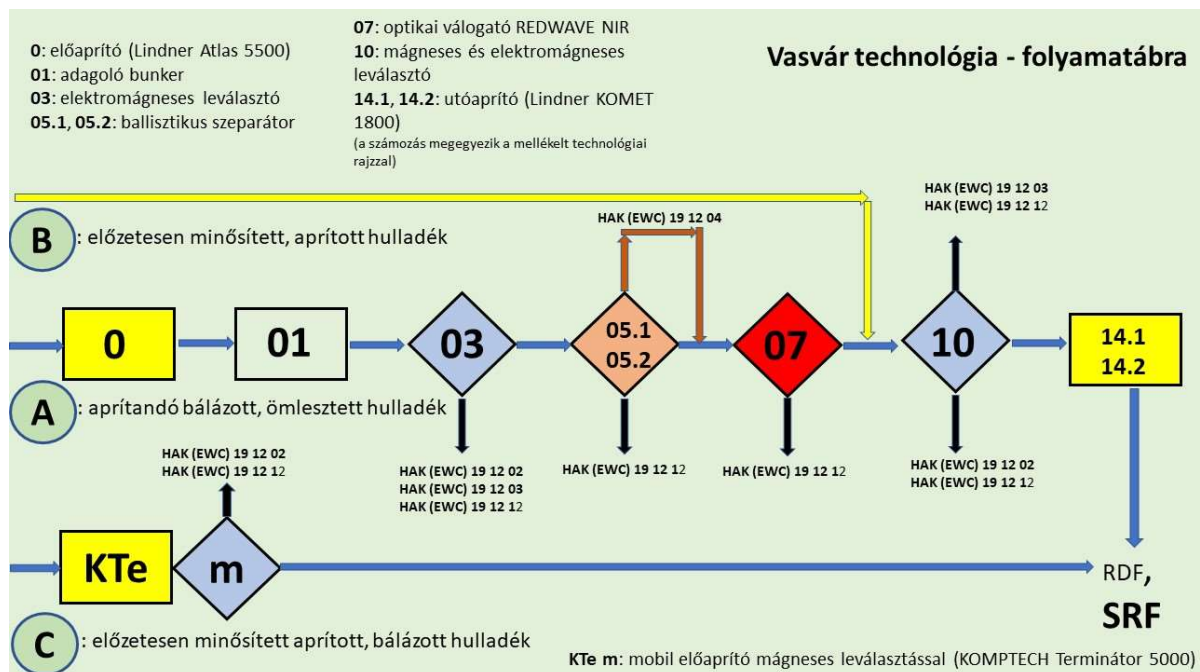 0: előaprító (Lindner Atlas 5500)
01: adagoló bunker
03: elektromágneses leválasztó
05.1, 05.2: ballisztikus szeparátor
07: optikai válogató REDWAVE NIR
10: mágneses és elektromágneses
leválasztó
14.1, 14.2: utóaprító (Lindner KOMET
1800)
(a számozás megegyezik a mellékelt technológiai
rajzzal)
Vasvár technológia - folyamatábra
HAK (EWC) 19 12 03
HAK (EWC) 19 12 12
HAK (EWC) 19 12 04
B : előzetesen minősített, aprított hulladék
0
01
03
05.1
05.2
07
10
14.1
14.2
A : aprítandó bálázott, ömlesztett hulladék
HAK (EWC) 19 12 02
HAK (EWC) 19 12 12
HAK (EWC) 19 12 02
HAK (EWC) 19 12 03
HAK (EWC) 19 12 12
HAK (EWC) 19 12 12
HAK (EWC) 19 12 12
HAK (EWC) 19 12 02
HAK (EWC) 19 12 12
KTe
m
RDF,
SRF
C : előzetesen minősített aprított, bálázott hulladék
KTe m: mobil előaprító mágneses leválasztással (KOMPTECH Terminátor 5000)